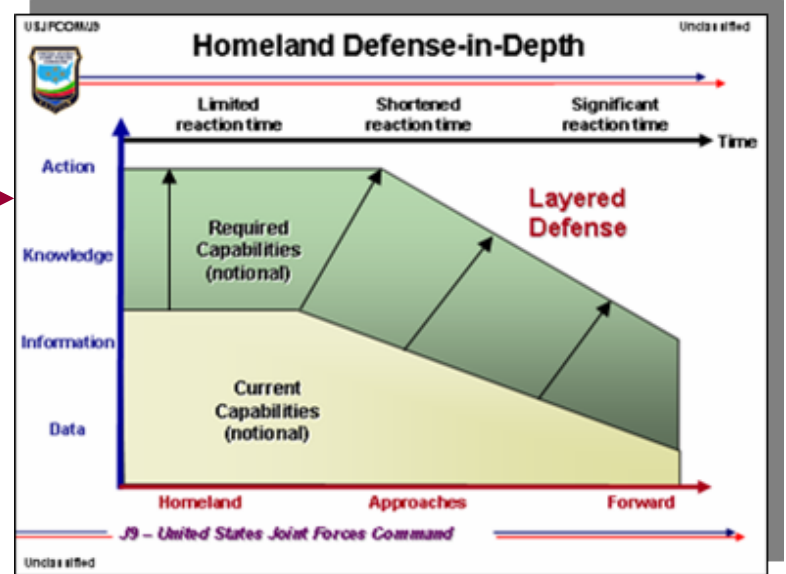 USJFCOM/J9
Unclassified
Homeland Defense-in-Depth
Limited
reaction time
Shortened
reaction time
Significant
reaction time
Time
Action
Layered
Defense
Required
Capabilities
(notional)
Knowledge
Information
Current
Capabilities
(notional)
Data
Homeland
Approaches
Forward
J9 – United States Joint Forces Command
Unclassified